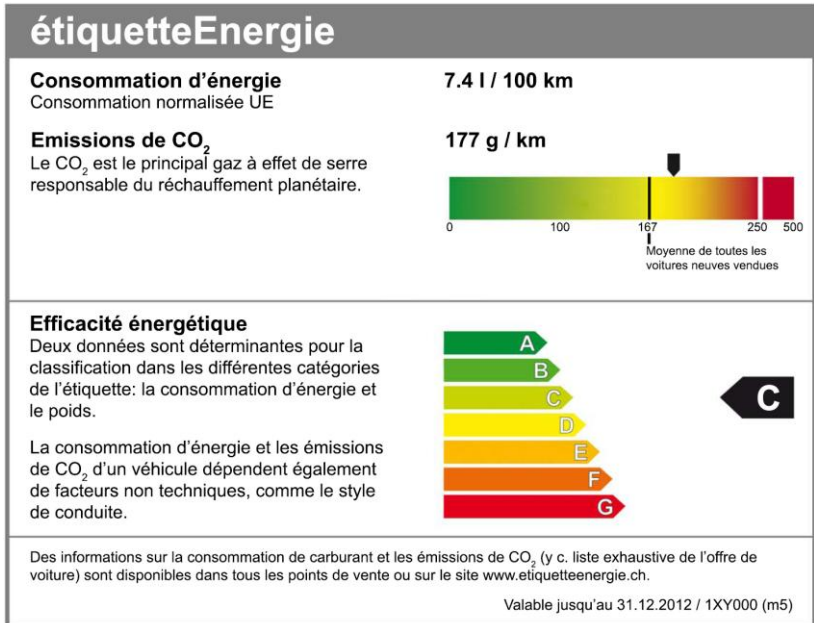 étiquetteEnergie
Consommation d’énergie
Consommation normalisée UE
7.4 l / 100 km
Emissions de CO₂
Le CO₂ est le principal gaz à effet de serre
responsable du réchauffement planétaire.
177 g / km
0 100 167 250 500
Moyenne de toutes les
voitures neuves vendues
Efficacité énergétique
Deux données sont déterminantes pour la
classification dans les différentes catégories
de l’étiquette: la consommation d’énergie et
le poids.
La consommation d’énergie et les émissions
de CO₂ d’un véhicule dépendent également
de facteurs non techniques, comme le style
de conduite.
A
B
C
D
E
F
G
C
Des informations sur la consommation de carburant et les émissions de CO₂ (y c. liste exhaustive de l’offre de
voiture) sont disponibles dans tous les points de vente ou sur le site www.etiquetteenergie.ch.
Valable jusqu’au 31.12.2012 / 1XY000 (m5)